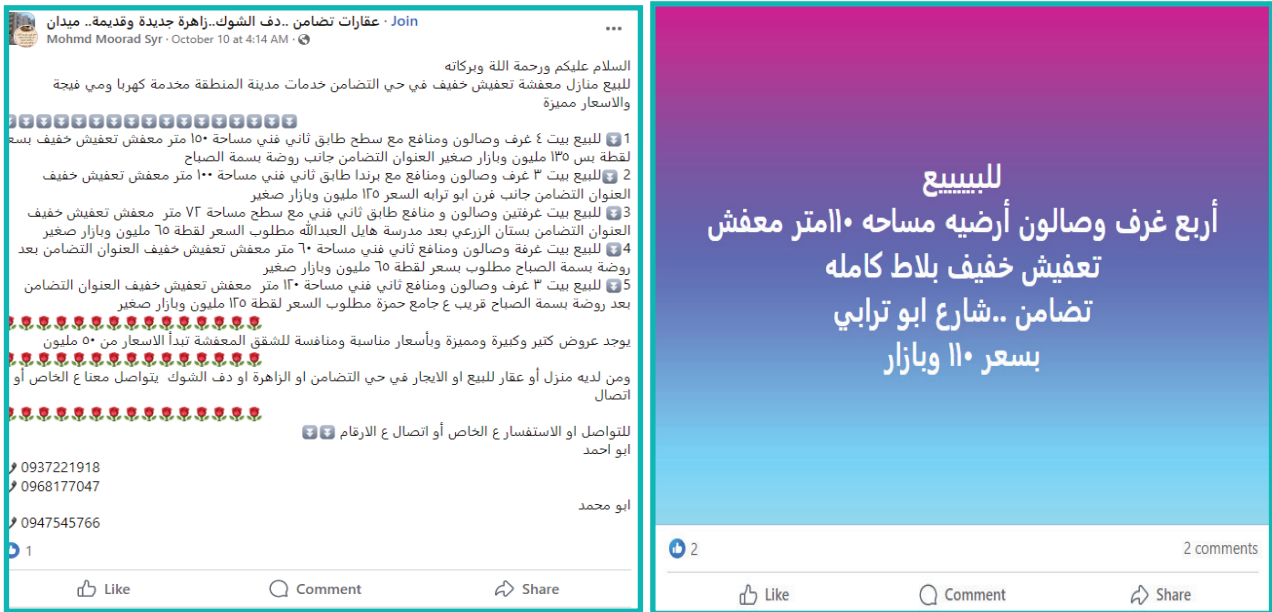 عقارات تضامن ..دف الشوك..زاهرة جديدة وقديمة.. ميدان · Join
Mohmd Moorad Syr · October 10 at 4:14 AM ·
السلام عليكم ورحمة الله وبركاته
للبيع منازل معفشة تعفيش خفيف في حي التضامن خدمات مدينة المنطقة مخدمة كهربا ومي فيجة
والاسعار مميزة
⏬⏬⏬⏬⏬⏬⏬⏬⏬⏬⏬⏬⏬⏬⏬⏬⏬⏬
1⏬ للبيع بيت ٤ غرف وصالون ومنافع مع سطح طابق ثاني فني مساحة ١٥٠ متر معفش تعفيش خفيف
لقطة بس ١٣٥ مليون وبازار صغير العنوان التضامن جانب روضة بسمة الصباح
2 ⏬للبيع بيت ٣ غرف وصالون ومنافع مع برندا طابق ثاني فني مساحة ١٠٠ متر معفش تعفيش خفيف
العنوان التضامن جانب فرن ابو ترابه السعر ١٢٥ مليون وبازار صغير
3⏬ للبيع بيت غرفتين وصالون و منافع طابق ثاني فني مع سطح مساحة ٧٢ متر معفش تعفيش خفيف
العنوان التضامن بستان الزرعي بعد مدرسة هايل العبدالله مطلوب السعر لقطة ٦٥ مليون وبازار صغير
4⏬ للبيع بيت غرفة وصالون ومنافع ثاني فني مساحة ٦٠ متر معفش تعفيش خفيف العنوان التضامن بعد
روضة بسمة الصباح مطلوب بسعر لقطة ٦٥ مليون وبازار صغير
5⏬ للبيع بيت ٣ غرف وصالون ومنافع ثاني فني مساحة ١٢٠ متر معفش تعفيش خفيف العنوان التضامن
بعد روضة بسمة الصباح قريب ع جامع حمزة مطلوب السعر لقطة ١٢٥ مليون وبازار صغير
🌹🌹🌹🌹🌹🌹🌹🌹🌹🌹🌹🌹🌹🌹🌹🌹
يوجد عروض كتير وكبيرة ومميزة وبأسعار مناسبة ومنافسة للشقق المعفشة تبدأ الاسعار من ٥٠ مليون
🌹🌹🌹🌹🌹🌹🌹🌹🌹🌹🌹🌹🌹🌹🌹🌹
ومن لديه منزل أو عقار للبيع او الايجار في حي التضامن او الزاهرة او دف الشوك يتواصل معنا ع الخاص أو
اتصال
🌹🌹🌹🌹🌹🌹🌹🌹🌹🌹🌹🌹🌹🌹🌹🌹
للتواصل او الاستفسار ع الخاص أو اتصال ع الارقام ⏬⏬
ابو احمد
0937221918
0968177047
ابو محمد
0947545766
1
Like Comment Share
للبيييييع
أربع غرف وصالون أرضيه مساحه ١١٠متر معفش
تعفيش خفيف بلاط كامله
تضامن ..شارع ابو ترابي
بسعر ١١٠ وبازار
2 2 comments
Like Comment Share